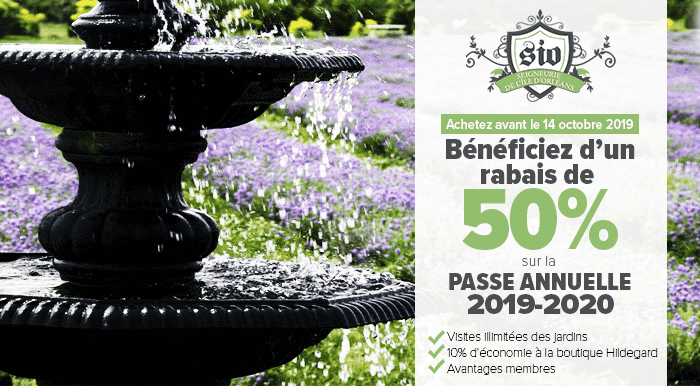 sio
SEIGNEURIE
DE L'ÎLE D'ORLÉANS
Achetez avant le 14 octobre 2019
Bénéficiez d'un
rabais de
50%
sur la
PASSE ANNUELLE
2019-2020
Visites illimitées des jardins
10% d'économie à la boutique Hildegard
Avantages membres